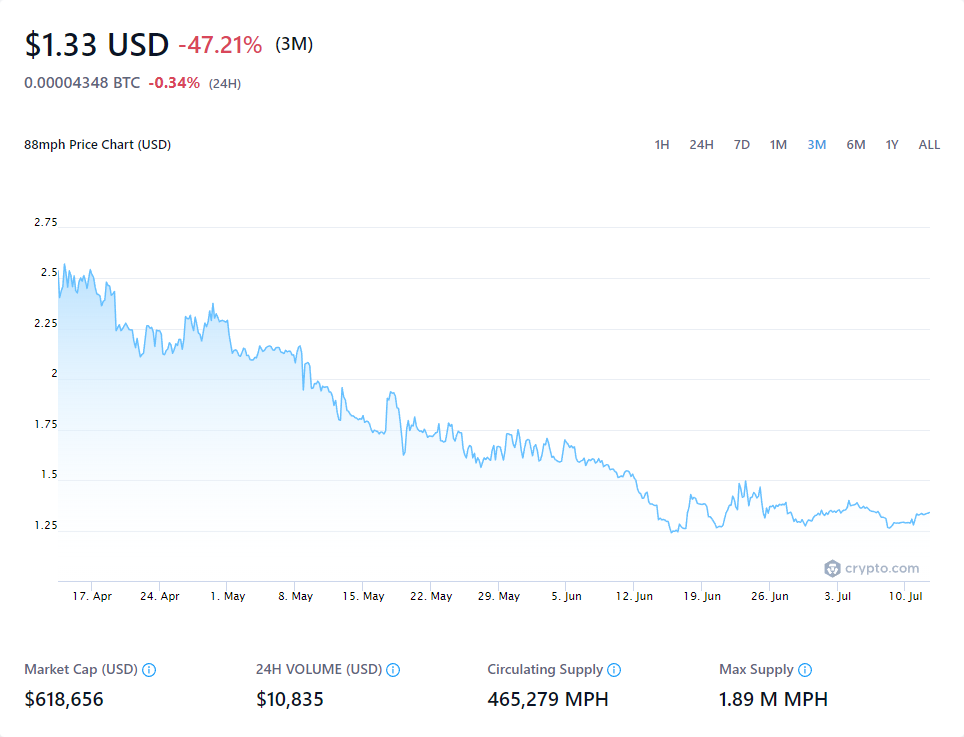 $1.33 USD -47.21% (3M)
0.00004348 BTC -0.34% (24H)
88mph Price Chart (USD)
1H 24H 7D 1M 3M 6M 1Y ALL
2.75
2.5
2.25
2
1.75
1.5
1.25
crypto.com
17. Apr 24. Apr 1. May 8. May 15. May 22. May 29. May 5. Jun 12. Jun 19. Jun 26. Jun 3. Jul 10. Jul
Market Cap (USD) 24H VOLUME (USD) Circulating Supply Max Supply
$618,656 $10,835 465,279 MPH 1.89 M MPH